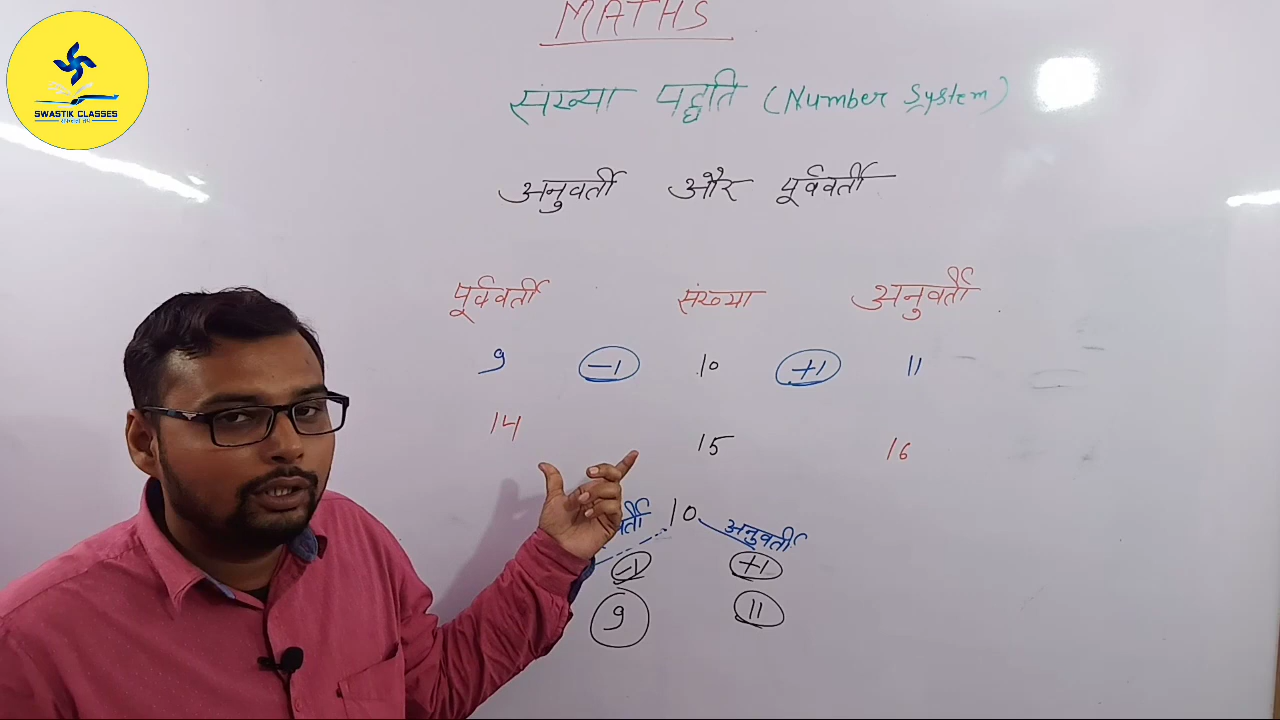 SWASTIK CLASSES
MATHS
संख्या पद्धति (Number System)
अनुवर्ती और पूर्ववर्ती
पूर्ववर्ती संख्या अनुवर्ती
9 -1 10 +1 11
14 15 16
10 अनुवर्ती
-1 +1
9 11